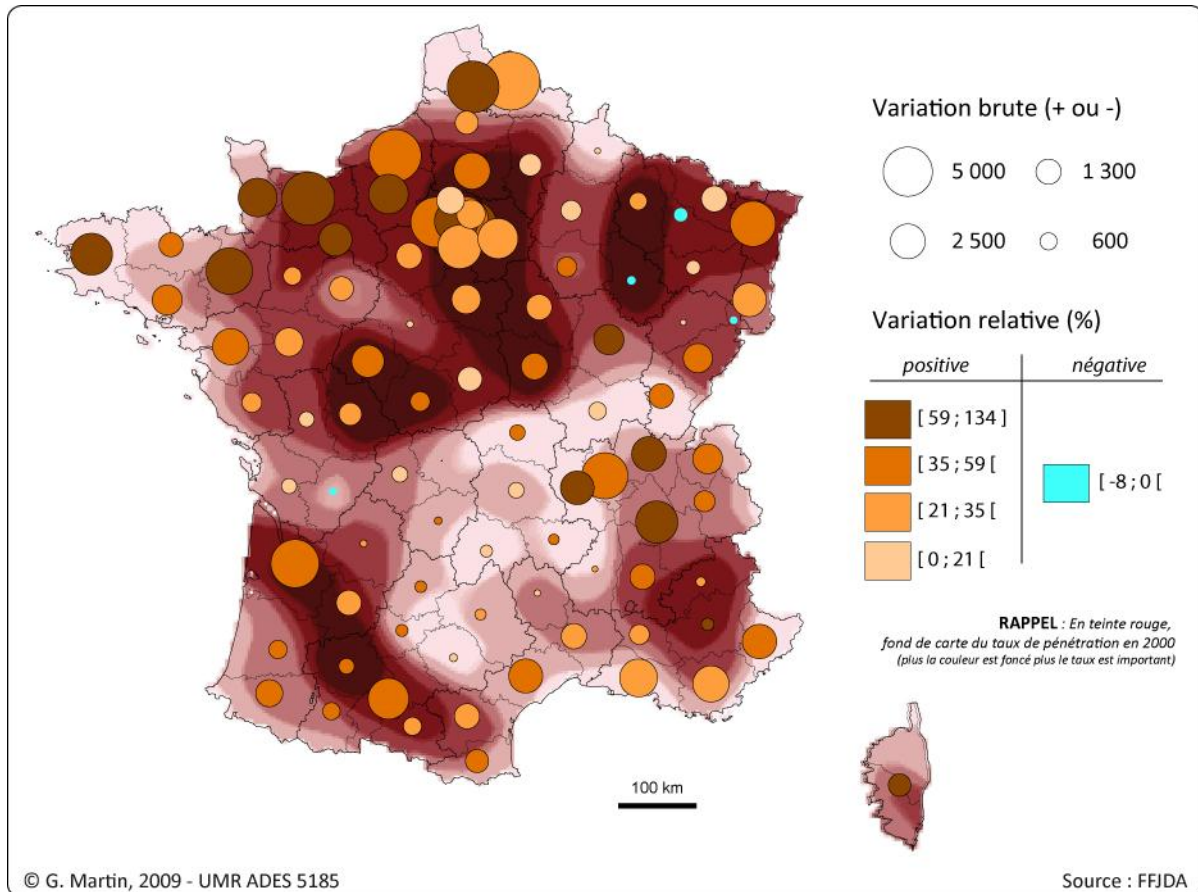 Variation brute (+ ou -)
5 000
1 300
2 500
600
Variation relative (%)
positive
négative
[ 59 ; 134 ]
[ 35 ; 59 [
[ 21 ; 35 [
[ 0 ; 21 [
[ -8 ; 0 [
RAPPEL : En teinte rouge,
fond de carte du taux de pénétration en 2000
(plus la couleur est foncé plus le taux est important)
100 km
© G. Martin, 2009 - UMR ADES 5185
Source : FFJDA